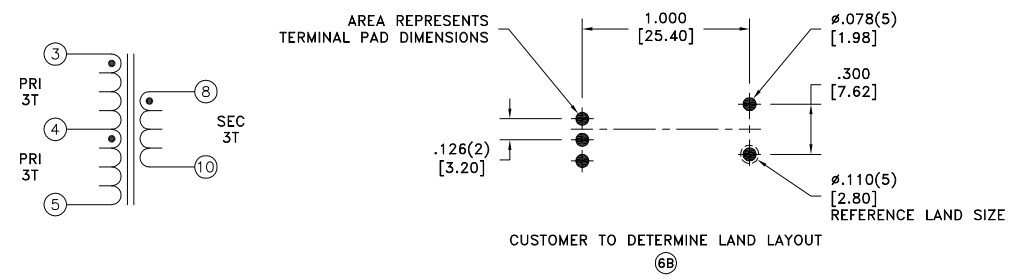 3
PRI
3T
4
PRI
3T
5
8
SEC
3T
10
AREA REPRESENTS
TERMINAL PAD DIMENSIONS
1.000
[25.40]
ø.078(5)
[1.98]
.300
[7.62]
.126(2)
[3.20]
ø.110(5)
[2.80]
REFERENCE LAND SIZE
CUSTOMER TO DETERMINE LAND LAYOUT
6B